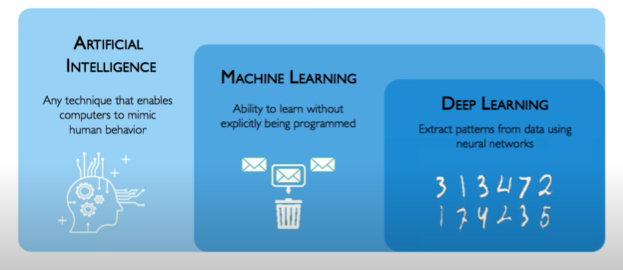 ARTIFICIAL
INTELLIGENCE
Any technique that enables
computers to mimic
human behavior
MACHINE LEARNING
Ability to learn without
explicitly being programmed
DEEP LEARNING
Extract patterns from data using
neural networks
3 1 3 4 7 2
1 7 4 2 3 5